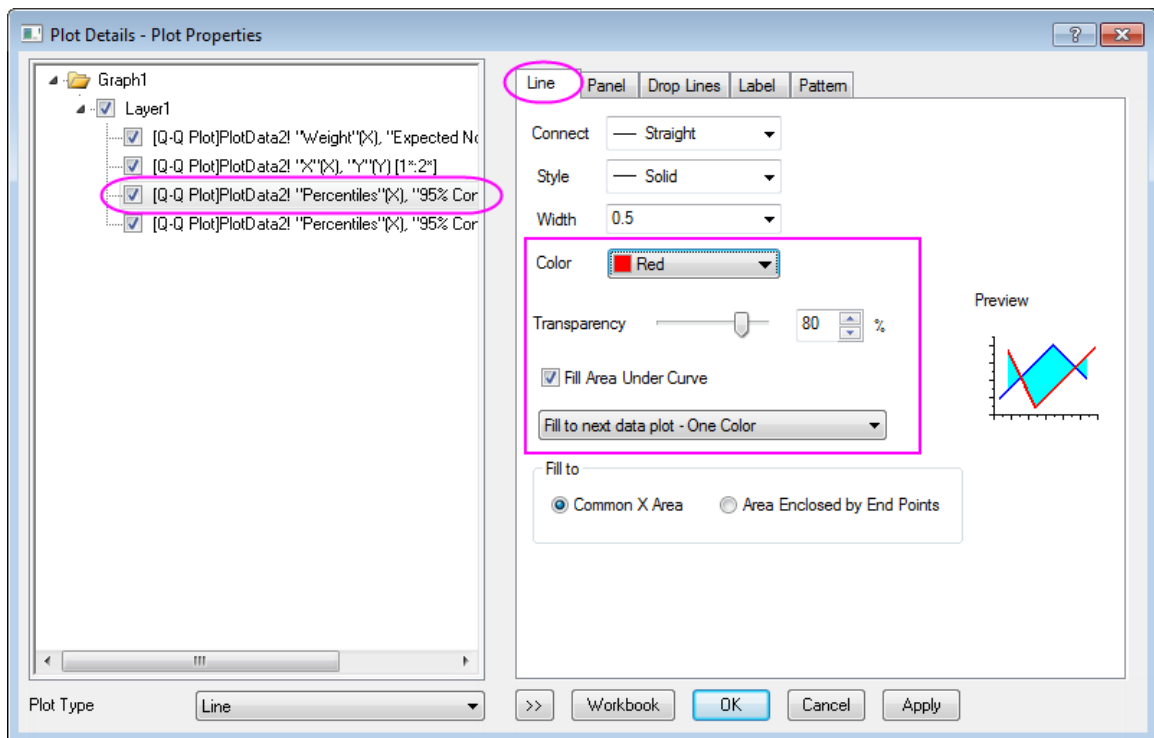 Plot Details - Plot Properties
Graph1
Layer1
[Q-Q Plot]PlotData2! "Weight"(X), "Expected No
[Q-Q Plot]PlotData2! "X"(X), "Y"(Y) [1*:2*]
[Q-Q Plot]PlotData2! "Percentiles"(X), "95% Con
[Q-Q Plot]PlotData2! "Percentiles"(X), "95% Con
Plot Type
Line
Line Panel Drop Lines Label Pattern
Connect Straight
Style Solid
Width 0.5
Color Red
Transparency 80 %
Fill Area Under Curve
Fill to next data plot - One Color
Fill to
Common X Area Area Enclosed by End Points
Preview
>> Workbook OK Cancel Apply